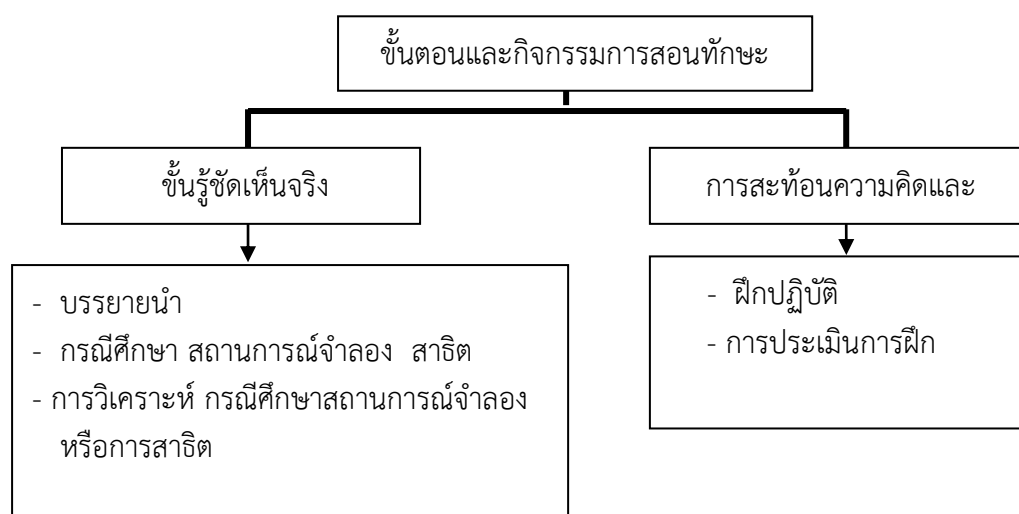 ขั้นตอนและกิจกรรมการสอนทักษะ
ขั้นรู้ชัดเห็นจริง
การสะท้อนความคิดและ
- บรรยายนำ
- กรณีศึกษา สถานการณ์จำลอง สาธิต
- การวิเคราะห์ กรณีศึกษาสถานการณ์จำลอง
หรือการสาธิต
- ฝึกปฏิบัติ
- การประเมินการฝึก